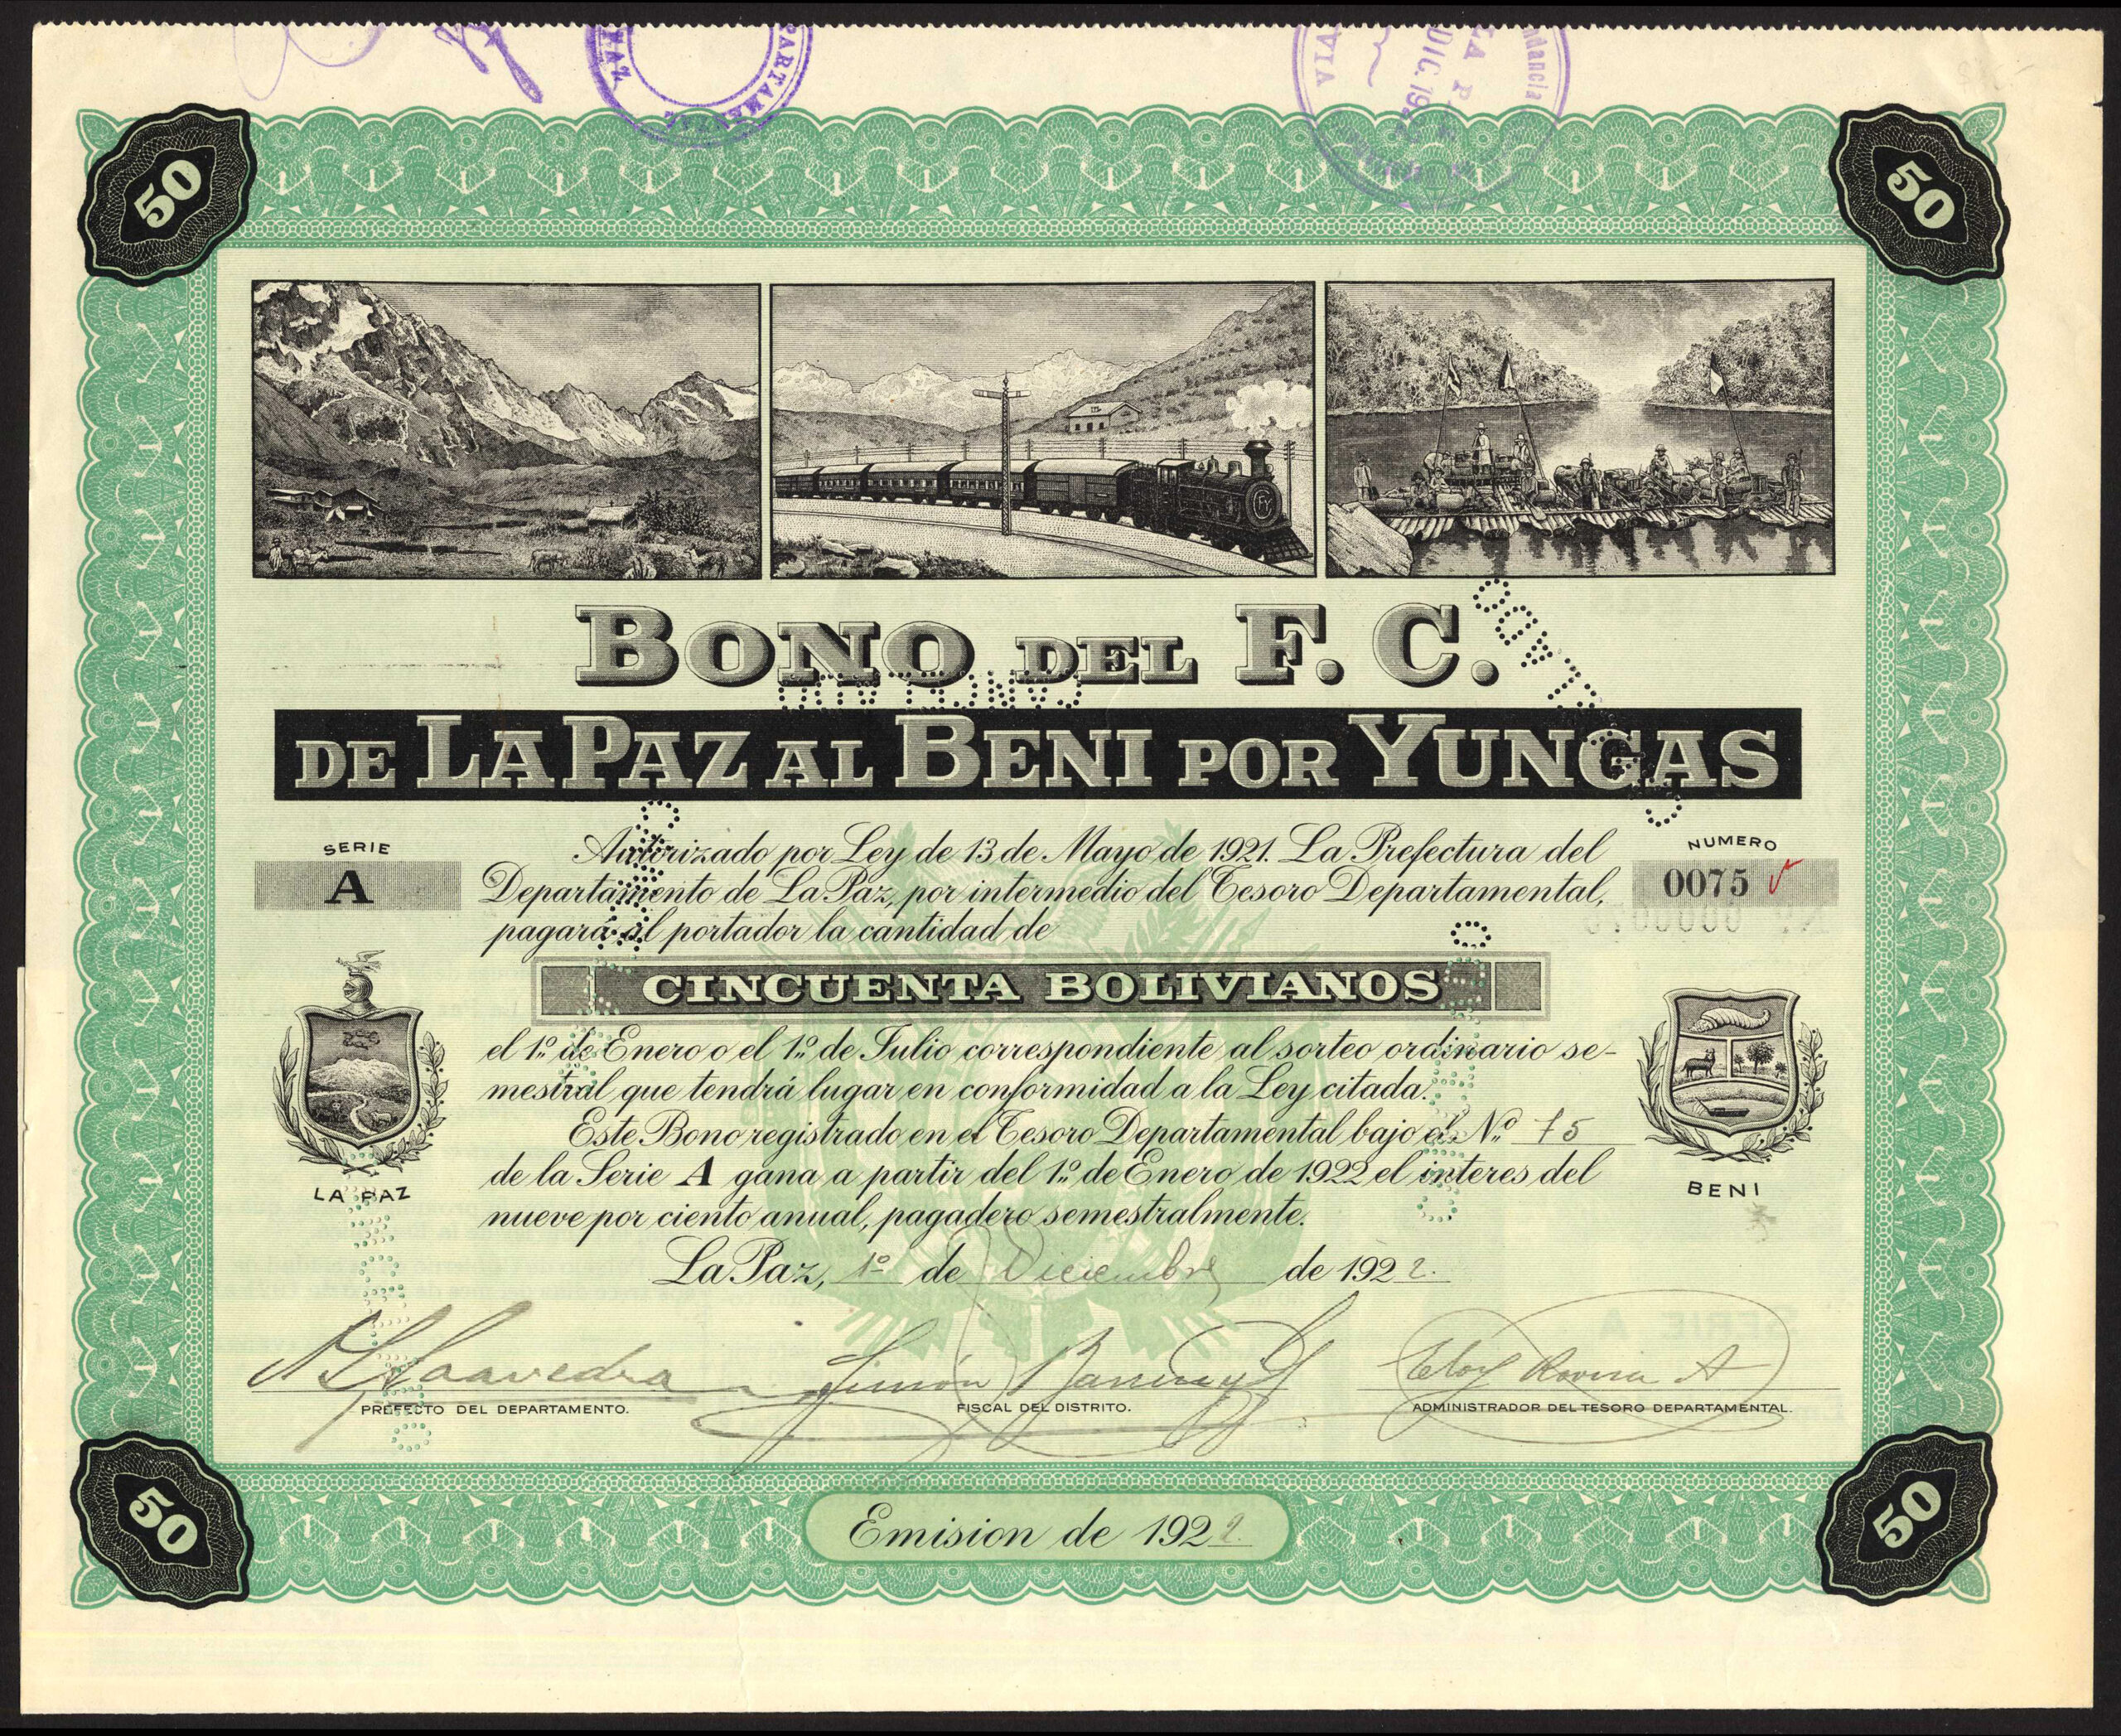 50
50
BONO DEL F. C.
DE LA PAZ AL BENI POR YUNGAS
SERIE
A
NUMERO
0075
Autorizado por Ley de 13 de Mayo de 1921. La Prefectura del
Departamento de La Paz, por intermedio del Tesoro Departamental,
pagará al portador la cantidad de
CINCUENTA BOLIVIANOS
el 1º de Enero o el 1º de Julio correspondiente al sorteo ordinario se-
mestral que tendrá lugar en conformidad a la Ley citada.
Este Bono registrado en el Tesoro Departamental bajo el Nº 75
de la Serie A gana a partir del 1º de Enero de 1922 el interes del
nueve por ciento anual, pagadero semestralmente.
LA PAZ
BENI
La Paz, 1º de Diciembre de 1922.
Saavedra
PREFECTO DEL DEPARTAMENTO.
FISCAL DEL DISTRITO.
ADMINISTRADOR DEL TESORO DEPARTAMENTAL.
50
Emision de 1922.
50